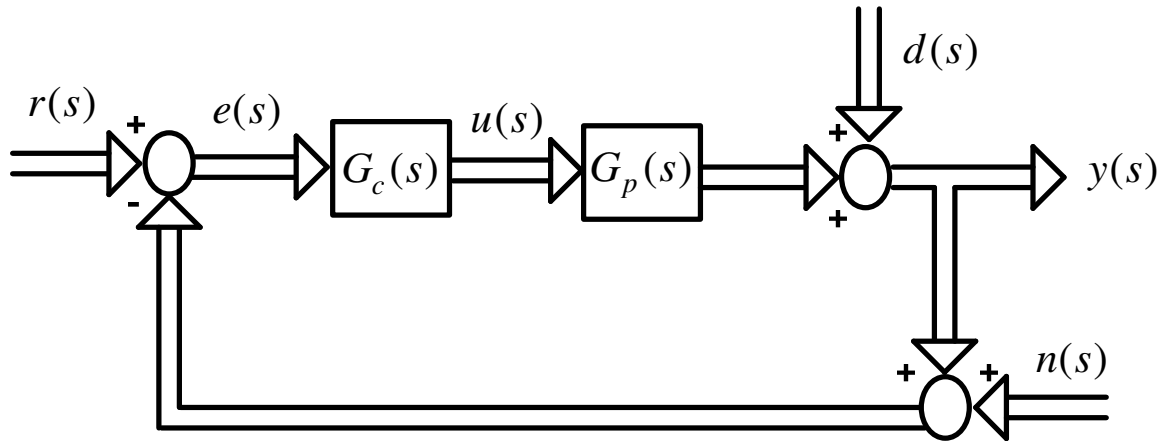 r(s)
+
-
e(s)
G_c(s)
u(s)
G_p(s)
+
+
d(s)
y(s)
+
+
n(s)